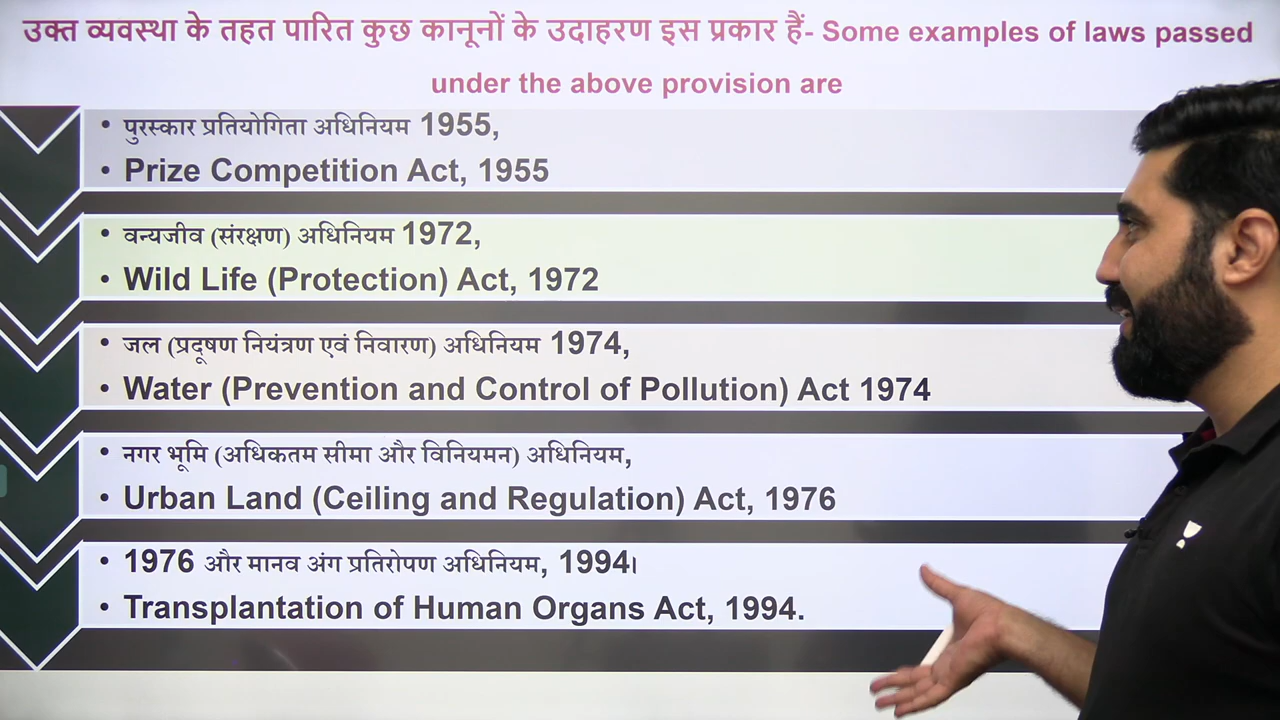 उक्त व्यवस्था के तहत पारित कुछ कानूनों के उदाहरण इस प्रकार हैं- Some examples of laws passed
under the above provision are
• पुरस्कार प्रतियोगिता अधिनियम 1955,
• Prize Competition Act, 1955
• वन्यजीव (संरक्षण) अधिनियम 1972,
• Wild Life (Protection) Act, 1972
• जल (प्रदूषण नियंत्रण एवं निवारण) अधिनियम 1974,
• Water (Prevention and Control of Pollution) Act 1974
• नगर भूमि (अधिकतम सीमा और विनियमन) अधिनियम,
• Urban Land (Ceiling and Regulation) Act, 1976
• 1976 और मानव अंग प्रतिरोपण अधिनियम, 1994।
• Transplantation of Human Organs Act, 1994.